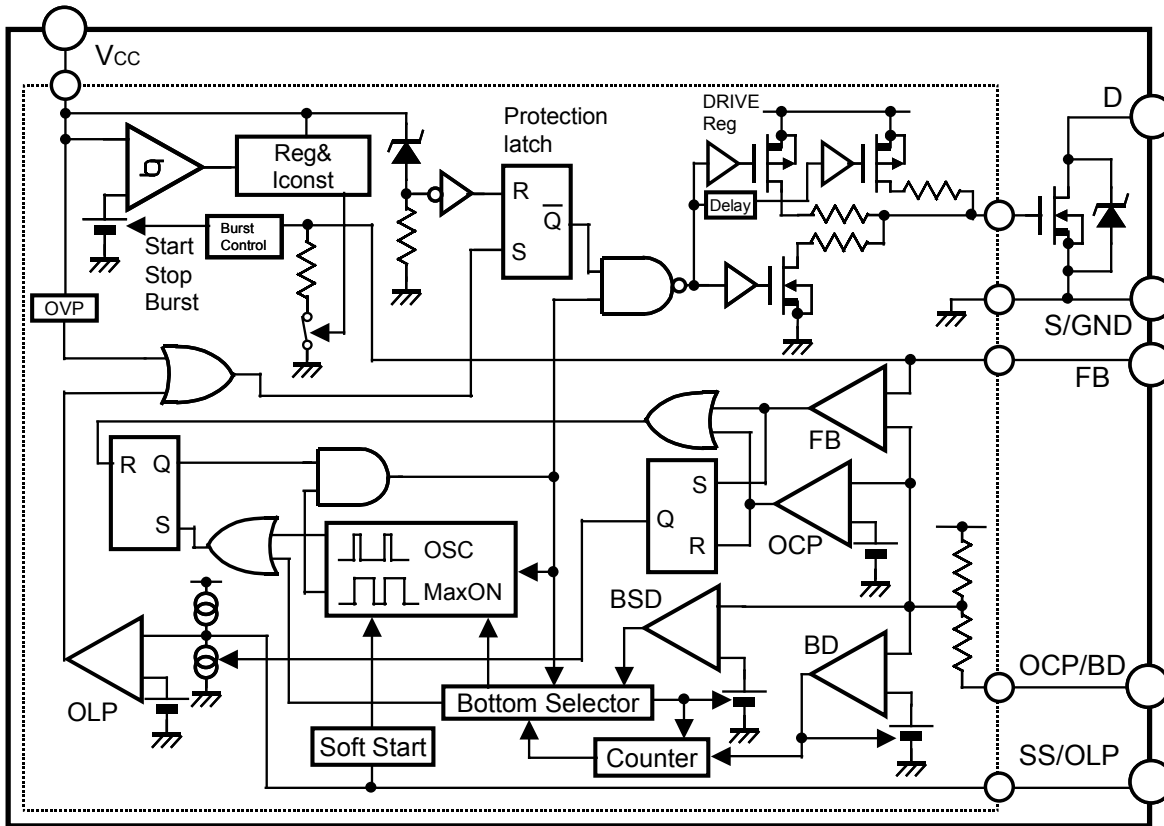 VCC
D
DRIVE
Reg
Protection
latch
Reg&
Iconst
R
Q
S
Delay
Burst
Control
Start
Stop
Burst
OVP
S/GND
FB
FB
R Q
S
S
Q
R
OCP
OSC
MaxON
BSD
BD
OCP/BD
OLP
Bottom Selector
Soft Start
Counter
SS/OLP